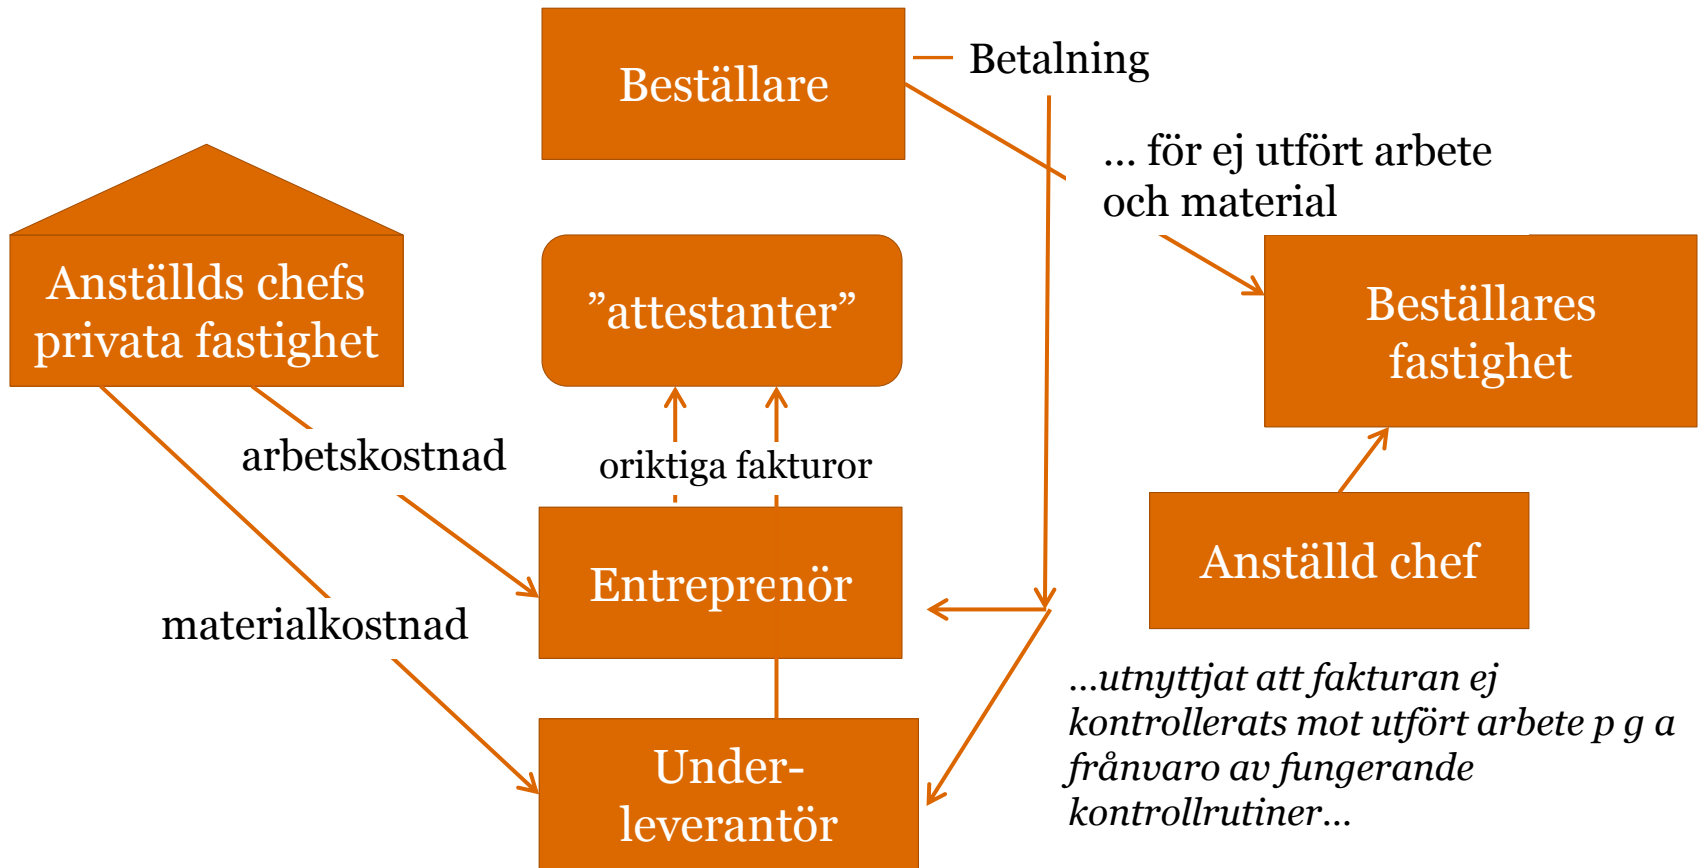 Beställare
Betalning
... för ej utfört arbete
och material
Anställds chefs
privata fastighet
”attestanter”
Beställares
fastighet
arbetskostnad
oriktiga fakturor
Entreprenör
Anställd chef
materialkostnad
...utnyttjat att fakturan ej
kontrollerats mot utfört arbete p g a
frånvaro av fungerande
kontrollrutiner...
Under-
leverantör